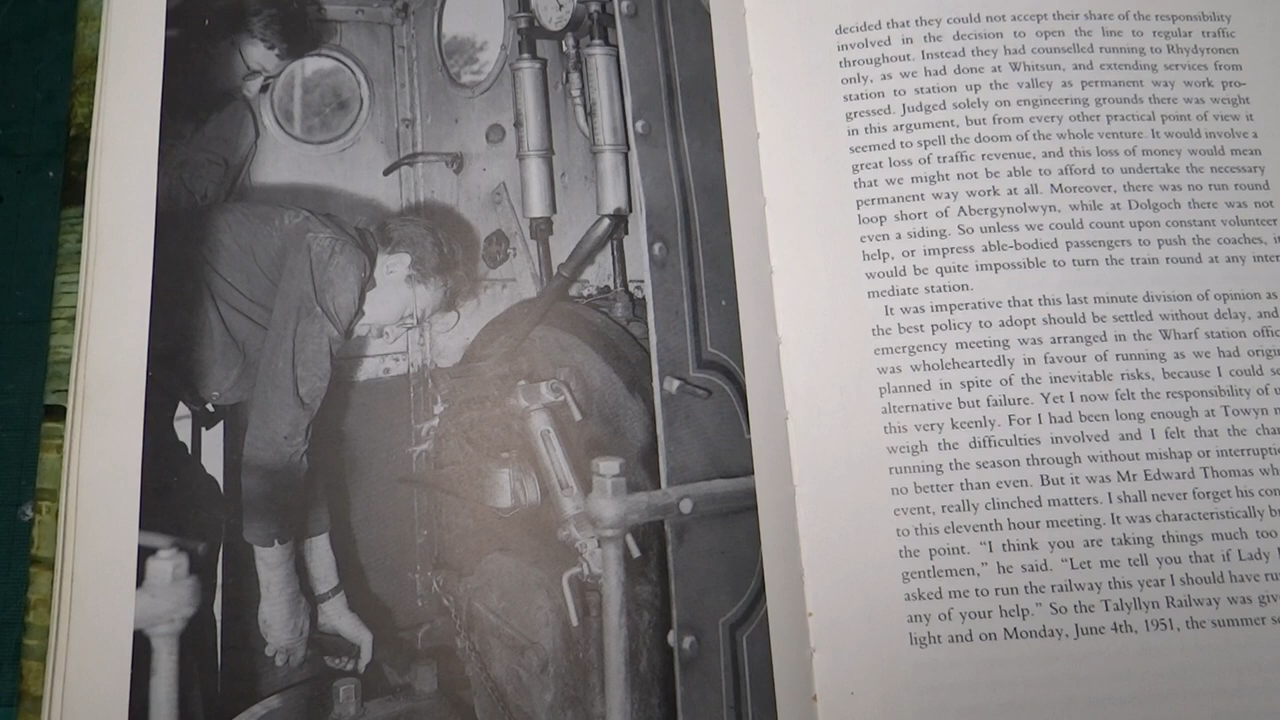 decided that they could not accept their share of the responsibility
involved in the decision to open the line to regular traffic
throughout. Instead they had counselled running to Rhydyronen
only, as we had done at Whitsun, and extending services from
station to station up the valley as permanent way work pro-
gressed. Judged solely on engineering grounds there was weight
in this argument, but from every other practical point of view it
seemed to spell the doom of the whole venture. It would involve a
great loss of traffic revenue, and this loss of money would mean
that we might not be able to afford to undertake the necessary
permanent way work at all. Moreover, there was no run round
loop short of Abergynolwyn, while at Dolgoch there was not
even a siding. So unless we could count upon constant volunteer
help, or impress able-bodied passengers to push the coaches,
would be quite impossible to turn the train round at any inter
mediate station.
It was imperative that this last minute division of opinion as
the best policy to adopt should be settled without delay, and
emergency meeting was arranged in the Wharf station
was wholeheartedly in favour of running as we had
planned in spite of the inevitable risks, because I could
alternative but failure. Yet I now felt the responsibility of
this very keenly. For I had been long enough at Towyn
weigh the difficulties involved and I felt that the
running the season through without mishap or
no better than even. But it was Mr Edward Thomas
event, really clinched matters. I shall never forget his
to this eleventh hour meeting. It was characteristically
the point. “I think you are taking things much too
gentlemen,” he said. “Let me tell you that if Lady
asked me to run the railway this year I should have
any of your help.” So the Talyllyn Railway was
light and on Monday, June 4th, 1951, the summer